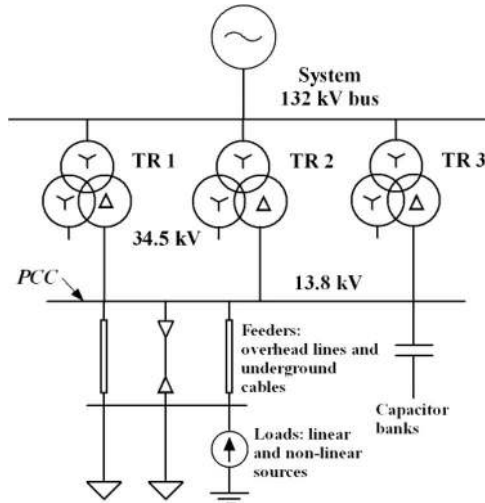 System
132 kV bus
TR 1
TR 2
TR 3
34.5 kV
PCC
13.8 kV
Feeders:
overhead lines and
underground
cables
Capacitor
banks
Loads: linear
and non-linear
sources